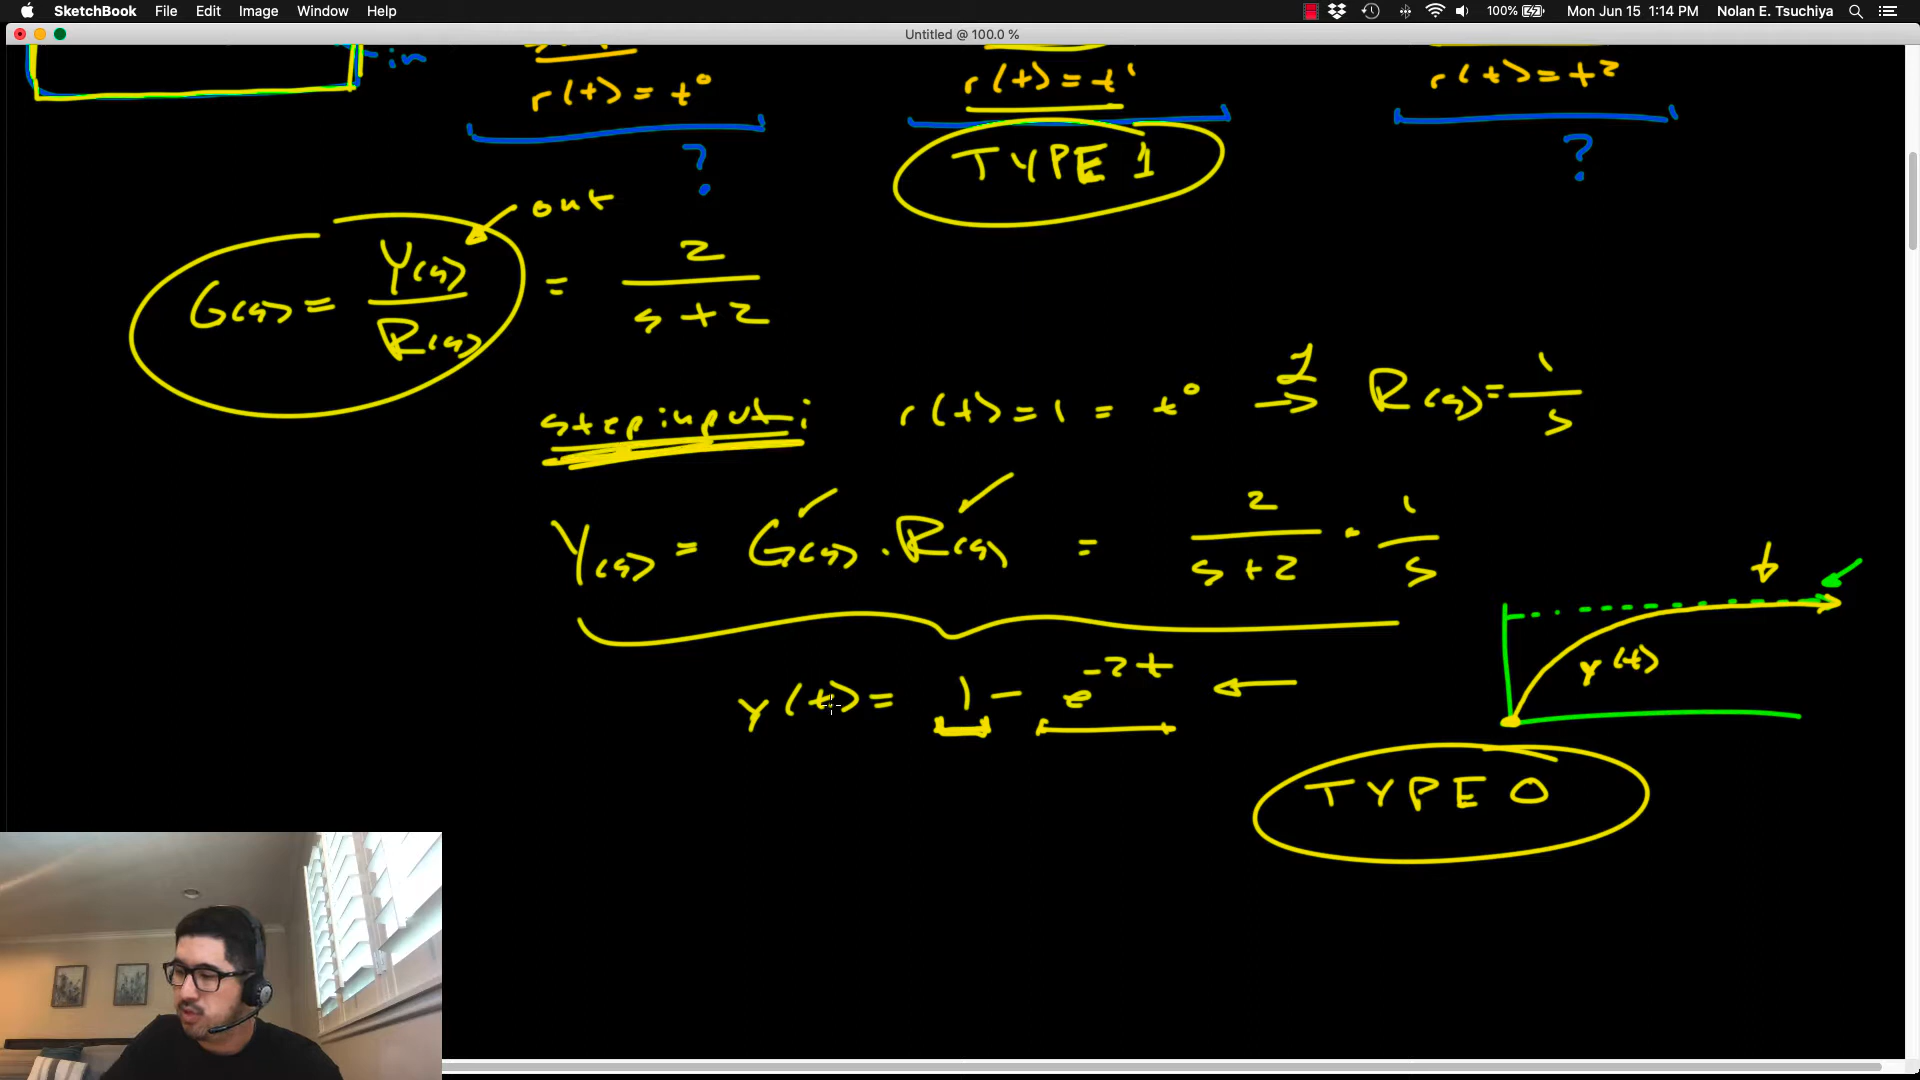 SketchBook File Edit Image Window Help 100% Mon Jun 15 1:14 PM Nolan E. Tsuchiya
Untitled @ 100.0 %
in
r(t) = t⁰ r(t) = t¹ r(t) = t²
? TYPE 1 ?
out
G(s) = Y(s)/R(s) = 2/(s+2)
step input: r(t) = 1 = t⁰ ℒ→ R(s) = 1/s
Y(s) = G(s) · R(s) = 2/(s+2) · 1/s
y(t) = 1 - e^(-2t) ←
y(t)
TYPE 0